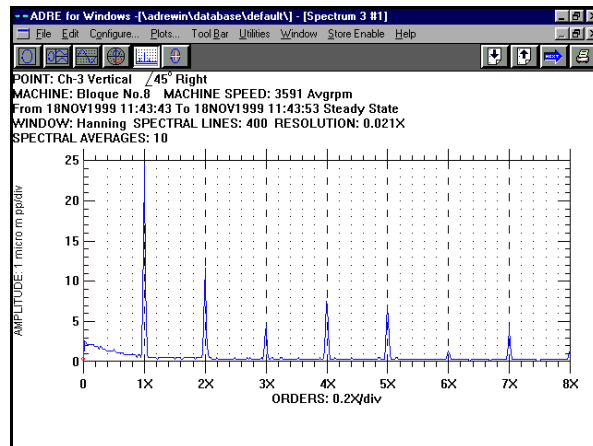 ADRE for Windows -[\adrewin\database\default\] - [Spectrum 3 #1]
File Edit Configure... Plots... Tool Bar Utilities Window Store Enable Help
POINT: Ch-3 Vertical ∕45° Right
MACHINE: Bloque No.8 MACHINE SPEED: 3591 Avgrpm
From 18NOV1999 11:43:43 To 18NOV1999 11:43:53 Steady State
WINDOW: Hanning SPECTRAL LINES: 400 RESOLUTION: 0.021X
SPECTRAL AVERAGES: 10
AMPLITUDE: 1 micro m pp/div
25
20
15
10
5
0
0 1X 2X 3X 4X 5X 6X 7X 8X
ORDERS: 0.2X/div